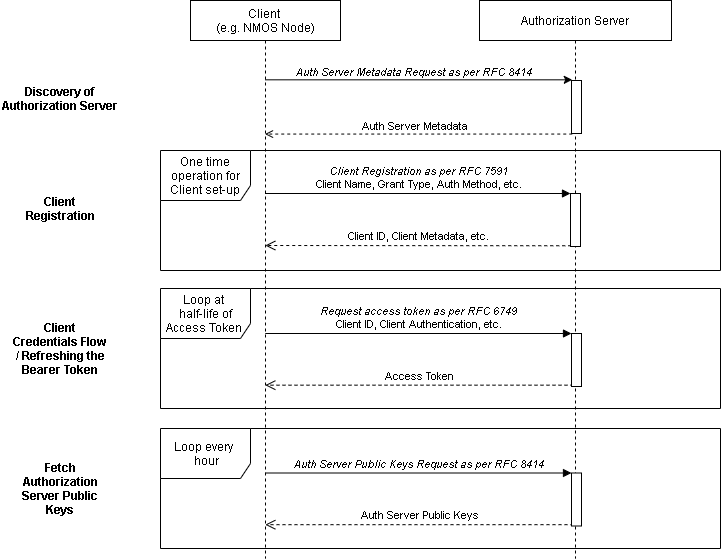 Client
(e.g. NMOS Node)
Authorization Server
Discovery of
Authorization Server
Auth Server Metadata Request as per RFC 8414
Auth Server Metadata
Client
Registration
One time
operation for
Client set-up
Client Registration as per RFC 7591
Client Name, Grant Type, Auth Method, etc.
Client ID, Client Metadata, etc.
Client
Credentials Flow
/ Refreshing the
Bearer Token
Loop at
half-life of
Access Token
Request access token as per RFC 6749
Client ID, Client Authentication, etc.
Access Token
Fetch
Authorization
Server Public
Keys
Loop every
hour
Auth Server Public Keys Request as per RFC 8414
Auth Server Public Keys